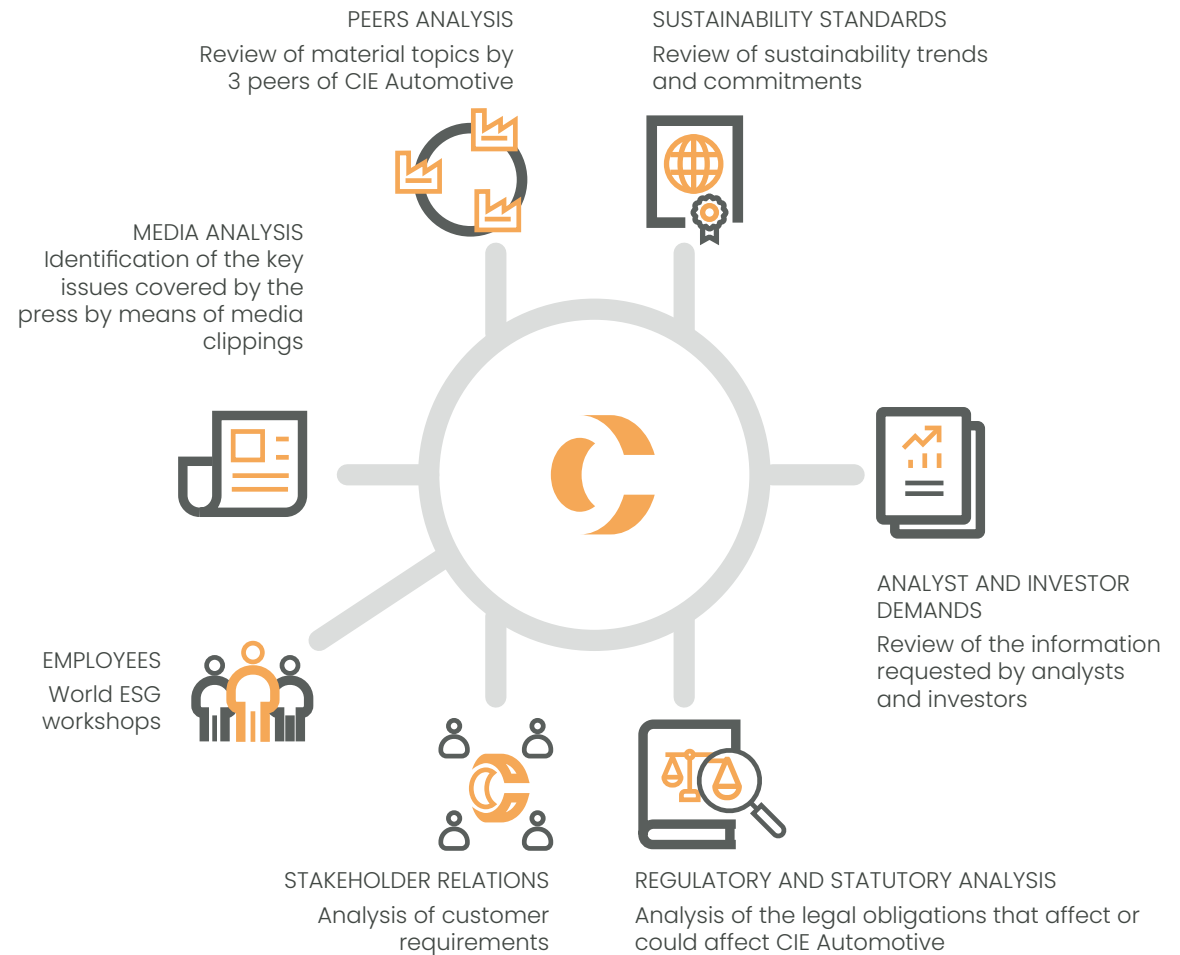 PEERS ANALYSIS
Review of material topics by
3 peers of CIE Automotive
SUSTAINABILITY STANDARDS
Review of sustainability trends
and commitments
MEDIA ANALYSIS
Identification of the key
issues covered by the
press by means of media
clippings
ANALYST AND INVESTOR
DEMANDS
Review of the information
requested by analysts
and investors
EMPLOYEES
World ESG
workshops
STAKEHOLDER RELATIONS
Analysis of customer
requirements
REGULATORY AND STATUTORY ANALYSIS
Analysis of the legal obligations that affect or
could affect CIE Automotive